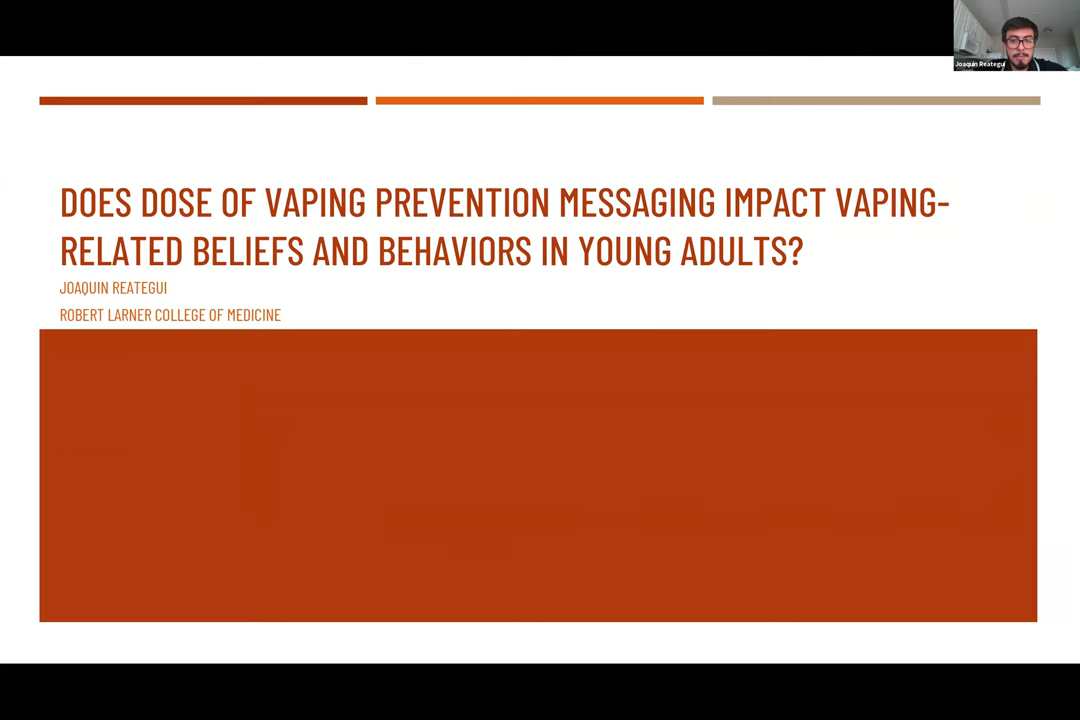 Joaquin Reategui
DOES DOSE OF VAPING PREVENTION MESSAGING IMPACT VAPING-
RELATED BELIEFS AND BEHAVIORS IN YOUNG ADULTS?
JOAQUIN REATEGUI
ROBERT LARNER COLLEGE OF MEDICINE